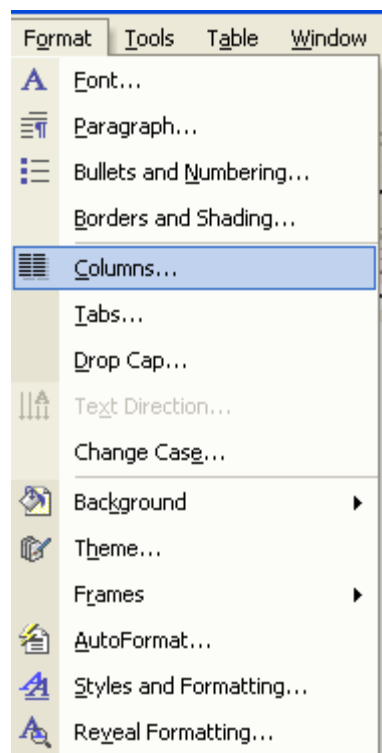 Format Tools Table Window
Font...
Paragraph...
Bullets and Numbering...
Borders and Shading...
Columns...
Tabs...
Drop Cap...
Text Direction...
Change Case...
Background
Theme...
Frames
AutoFormat...
Styles and Formatting...
Reveal Formatting...